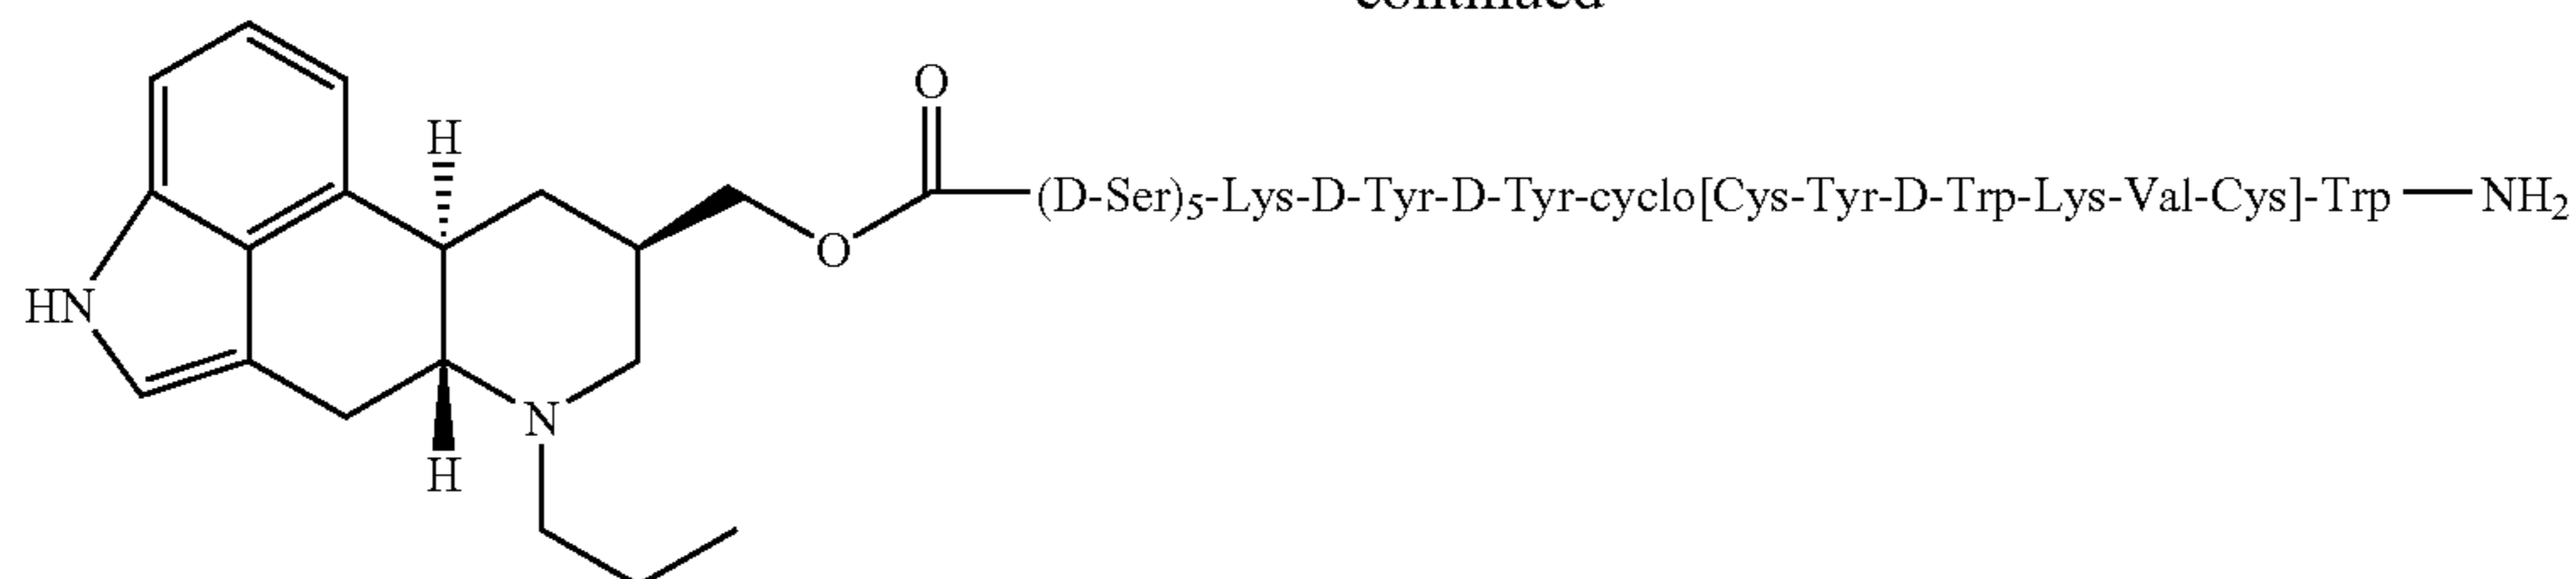 O
H
(D-Ser)5-Lys-D-Tyr-D-Tyr-cyclo[Cys-Tyr-D-Trp-Lys-Val-Cys]-Trp — NH2
O
HN
N
H